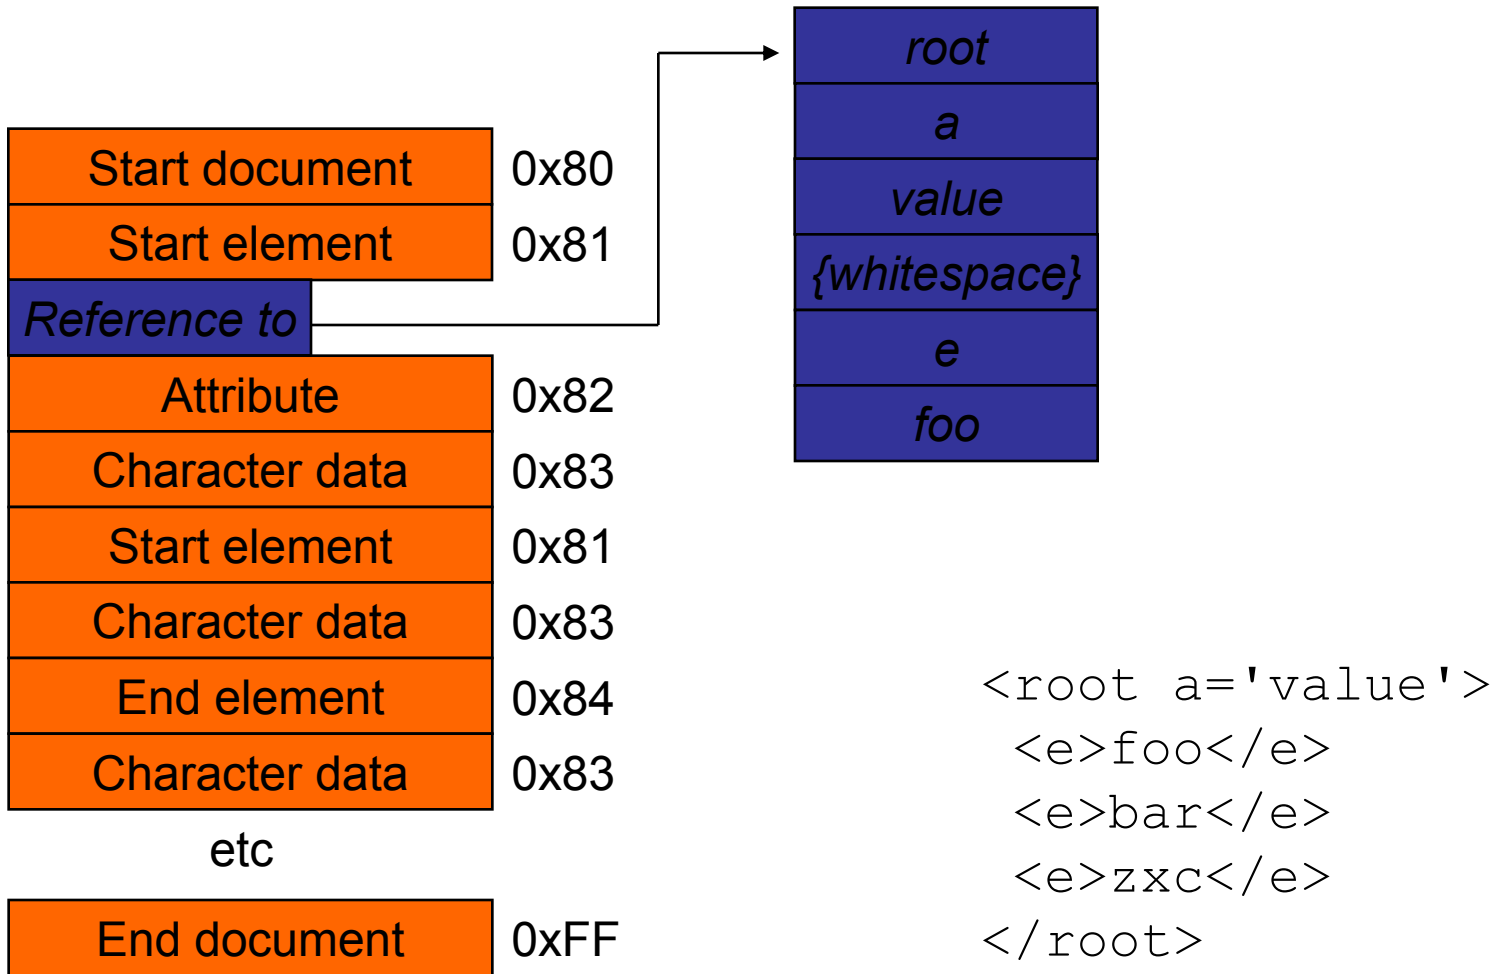 Start document 0x80
Start element 0x81
Reference to
Attribute 0x82
Character data 0x83
Start element 0x81
Character data 0x83
End element 0x84
Character data 0x83
etc
End document 0xFF
root
a
value
{whitespace}
e
foo
<root a='value'>
<e>foo</e>
<e>bar</e>
<e>zxc</e>
</root>